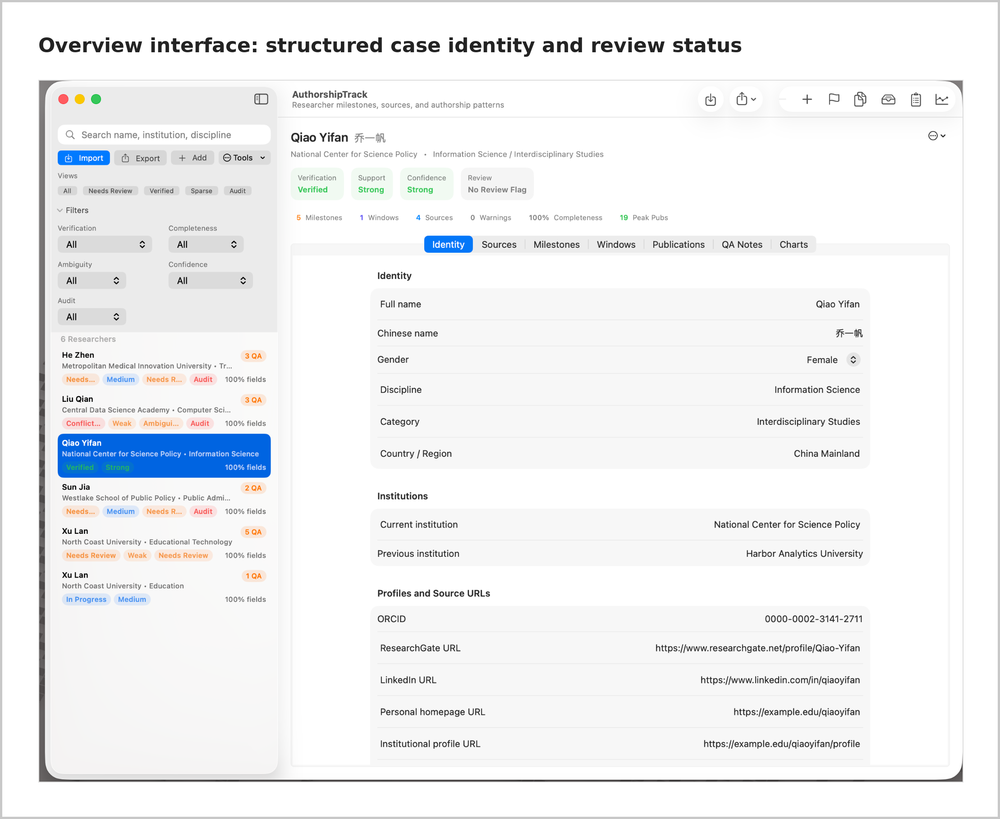 Overview interface: structured case identity and review status
AuthorshipTrack
Researcher milestones, sources, and authorship patterns
Search name, institution, discipline
Import Export Add Tools
Views
All Needs Review Verified Sparse Audit
Filters
Verification Completeness
All All
Ambiguity Confidence
All All
Audit
All
6 Researchers
He Zhen 3 QA
Metropolitan Medical Innovation University • Tr...
Needs... Medium Needs R... Audit 100% fields
Liu Qian 3 QA
Central Data Science Academy • Computer Sci...
Conflict... Weak Ambigui... Audit 100% fields
Qiao Yifan
National Center for Science Policy • Information Science
Verified Strong 100% fields
Sun Jia 2 QA
Westlake School of Public Policy • Public Admi...
Needs... Medium Needs R... Audit 100% fields
Xu Lan 5 QA
North Coast University • Educational Technology
Needs Review Weak Needs Review 100% fields
Xu Lan 1 QA
North Coast University • Education
In Progress Medium 100% fields
Qiao Yifan 乔一帆
National Center for Science Policy • Information Science / Interdisciplinary Studies
Verification Support Confidence Review
Verified Strong Strong No Review Flag
5 Milestones 1 Windows 4 Sources 0 Warnings 100% Completeness 19 Peak Pubs
Identity Sources Milestones Windows Publications QA Notes Charts
Identity
Full name Qiao Yifan
Chinese name 乔一帆
Gender Female
Discipline Information Science
Category Interdisciplinary Studies
Country / Region China Mainland
Institutions
Current institution National Center for Science Policy
Previous institution Harbor Analytics University
Profiles and Source URLs
ORCID 0000-0002-3141-2711
ResearchGate URL https://www.researchgate.net/profile/Qiao-Yifan
LinkedIn URL https://www.linkedin.com/in/qiaoyifan
Personal homepage URL https://example.edu/qiaoyifan
Institutional profile URL https://example.edu/qiaoyifan/profile